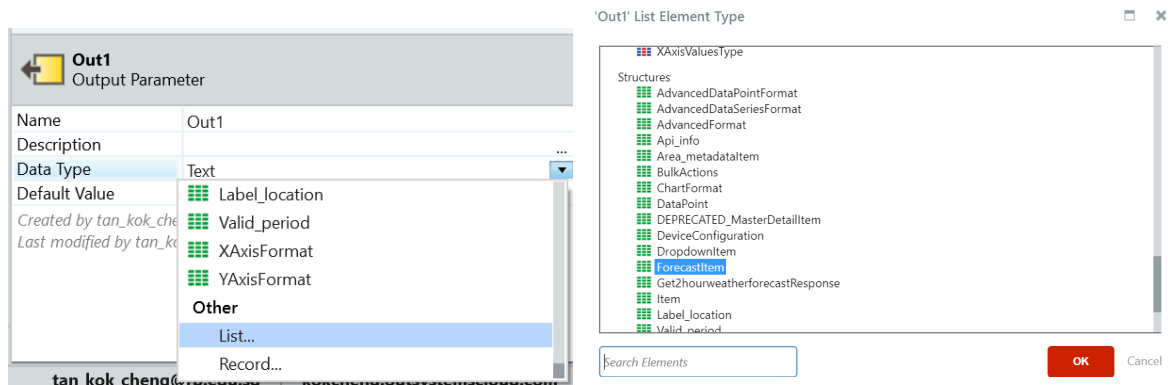 Out1
Output Parameter
Name Out1
Description ...
Data Type Text
Default Value
Created by tan_kok_che
Last modified by tan_ko
Label_location
Valid_period
XAxisFormat
YAxisFormat
Other
List...
Record...
'Out1' List Element Type
XAxisValuesType
Structures
AdvancedDataPointFormat
AdvancedDataSeriesFormat
AdvancedFormat
Api_info
Area_metadataItem
BulkActions
ChartFormat
DataPoint
DEPRECATED_MasterDetailItem
DeviceConfiguration
DropdownItem
ForecastItem
Get2hourweatherforecastResponse
Item
Label_location
Valid_period
Search Elements
OK Cancel